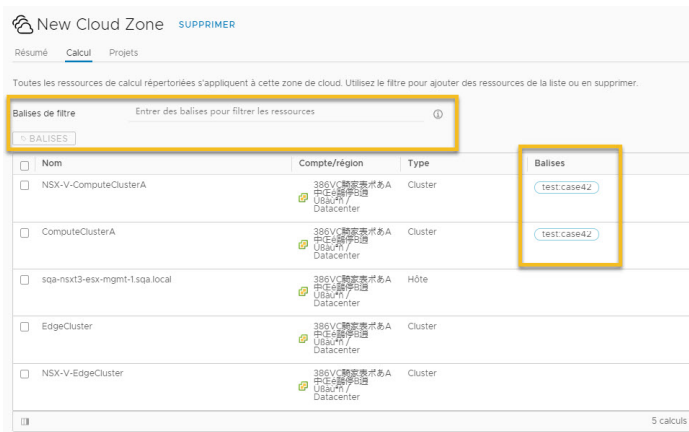 New Cloud Zone SUPPRIMER
Résumé Calcul Projets
Toutes les ressources de calcul répertoriées s'appliquent à cette zone de cloud. Utilisez le filtre pour ajouter des ressources de la liste ou en supprimer.
Balises de filtre Entrer des balises pour filtrer les ressources
BALISES
Nom Compte/région Type Balises
NSX-V-ComputeClusterA Cluster test:case42
Datacenter
ComputeClusterA Cluster test:case42
Datacenter
sqa-nsxt3-esx-mgmt-1.sqa.local Hôte
Datacenter
EdgeCluster Cluster
Datacenter
NSX-V-EdgeCluster Cluster
Datacenter
5 calculs